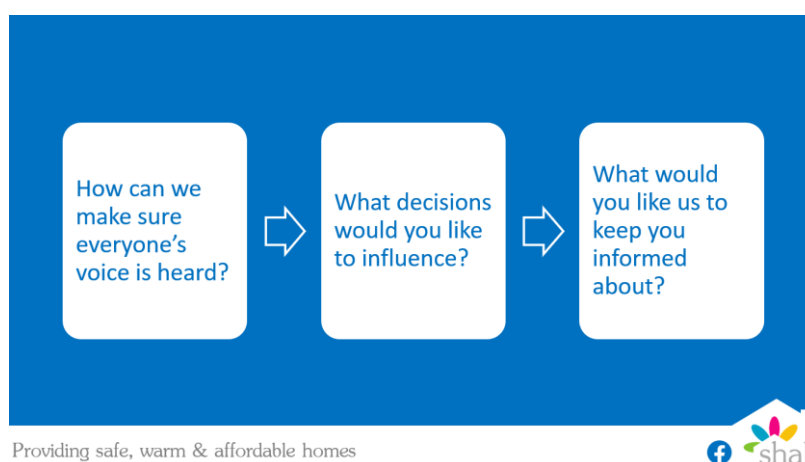 How can we
make sure
everyone's
voice is heard?
What decisions
would you like
to influence?
What would
you like us to
keep you
informed
about?
Providing safe, warm & affordable homes